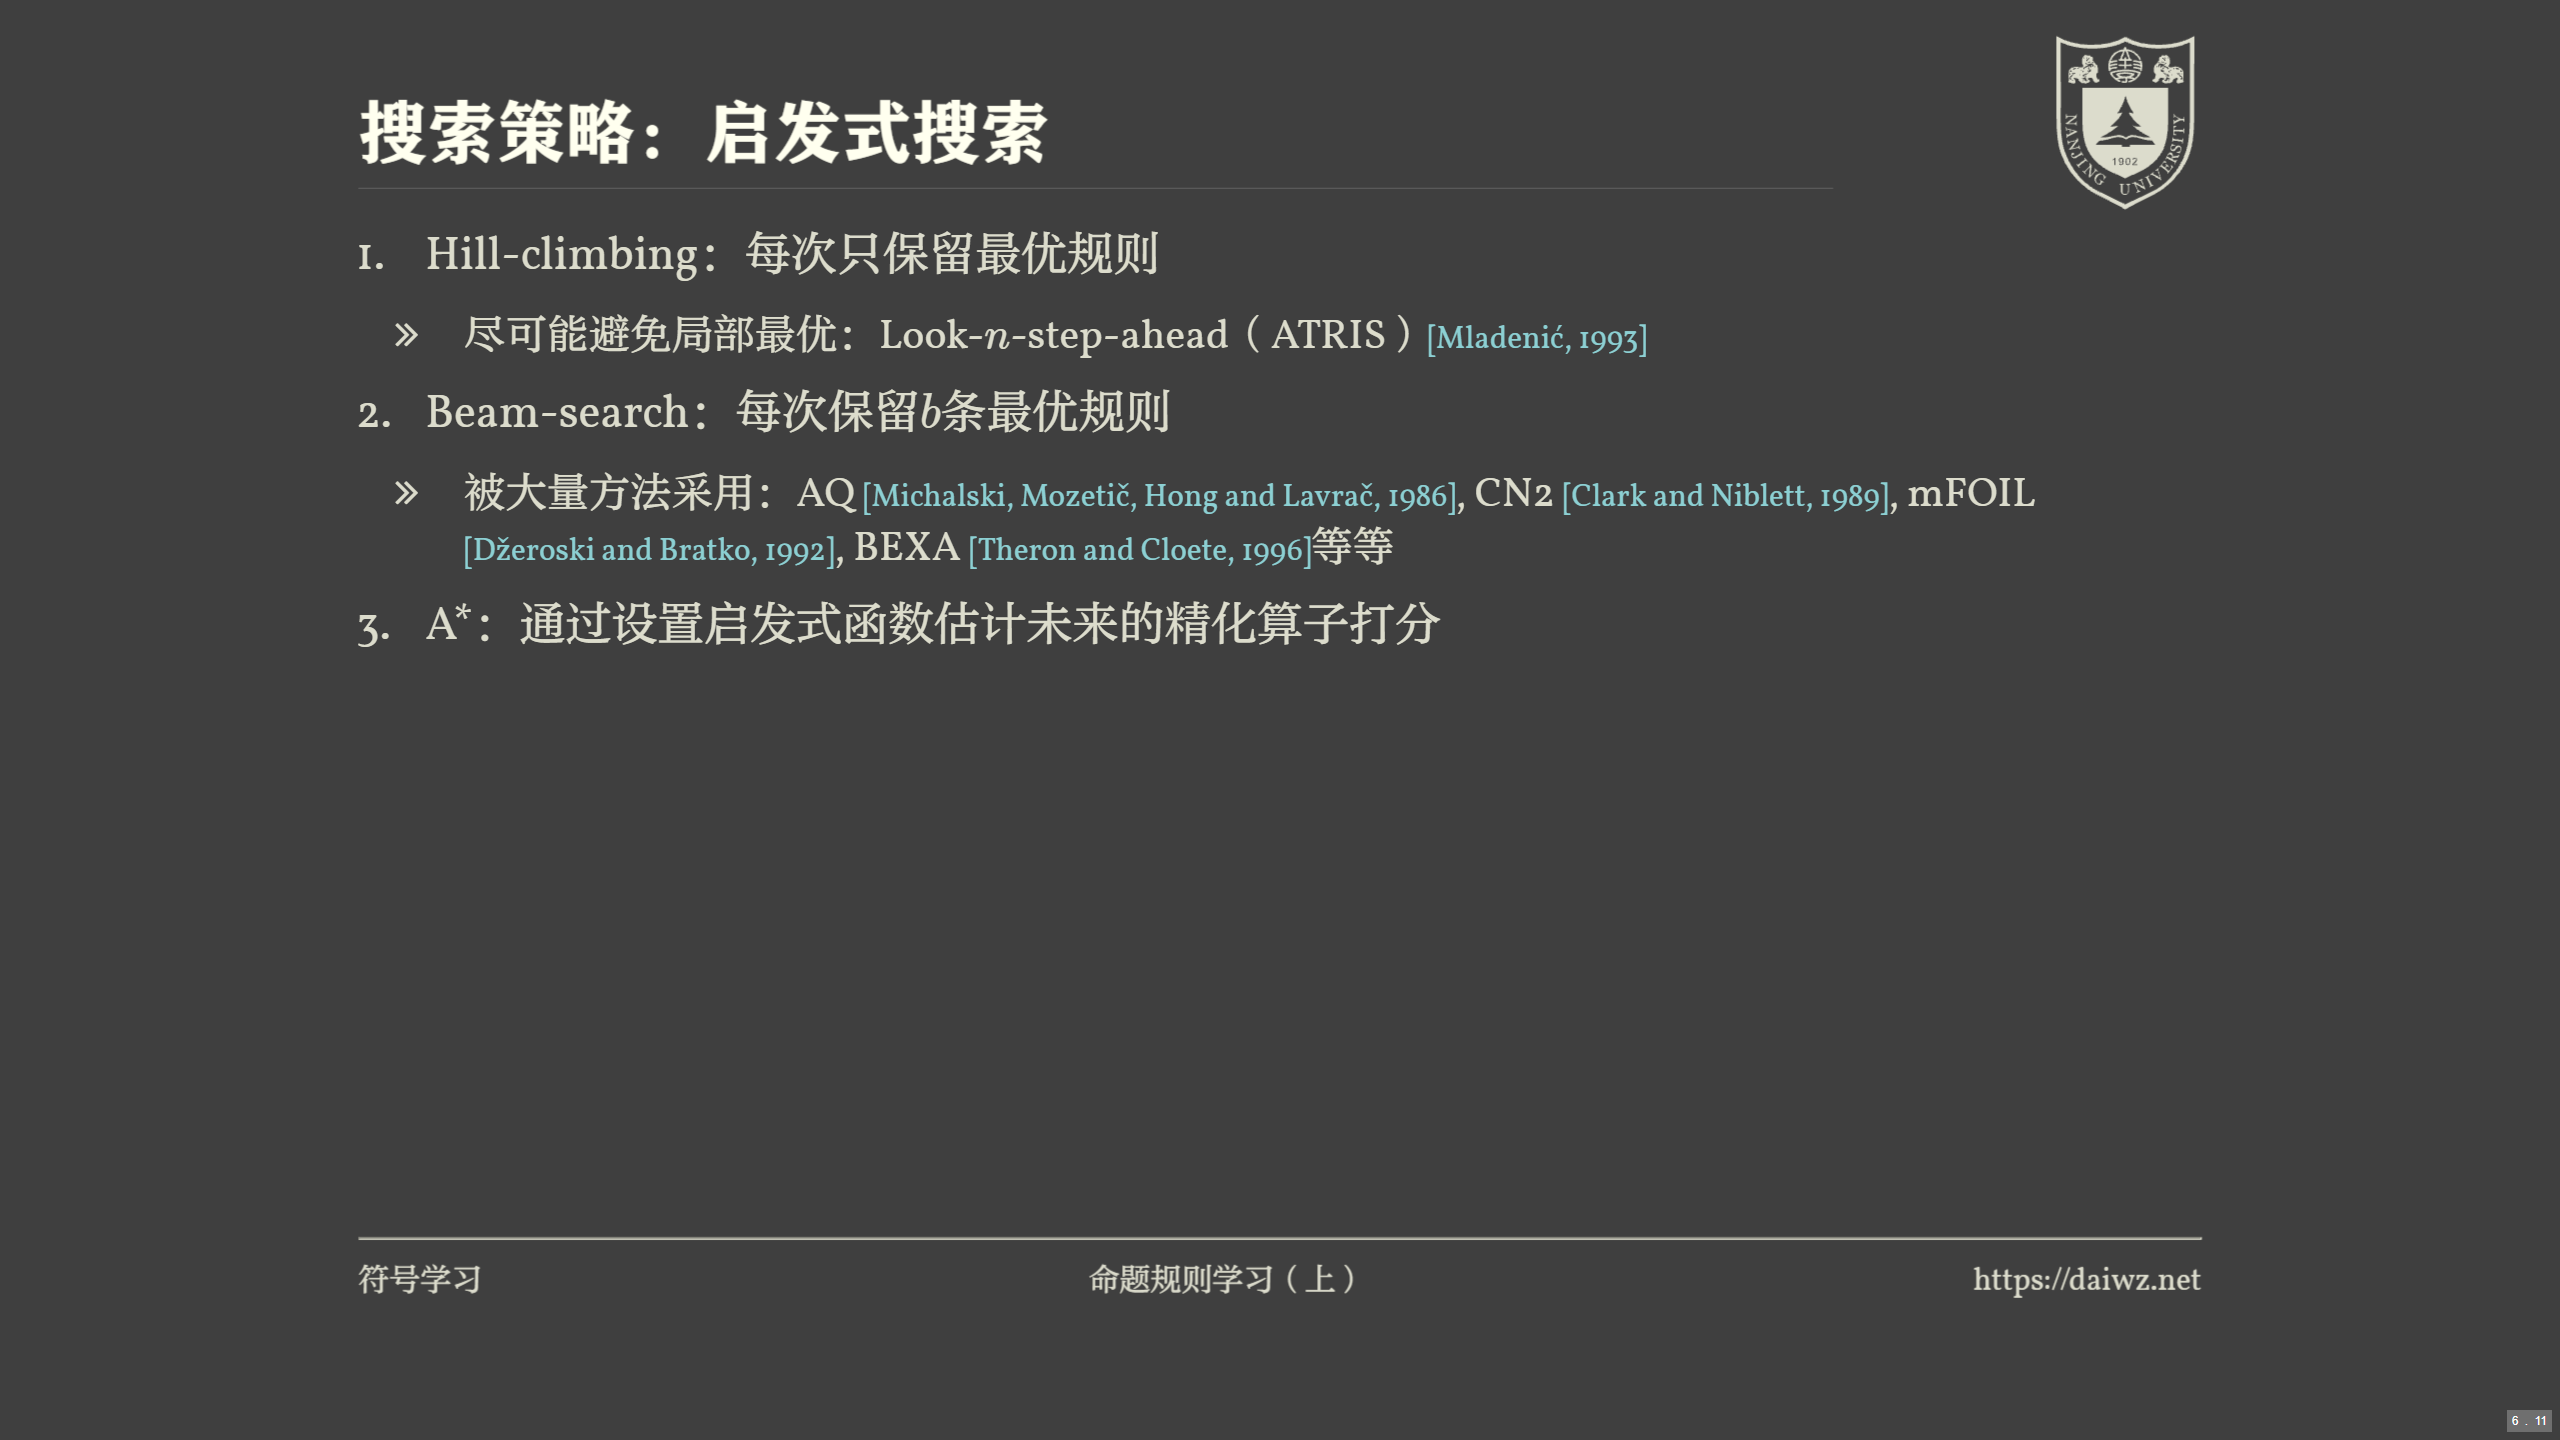 搜索策略：启发式搜索
1902
NANJING UNIVERSITY
1. Hill-climbing：每次只保留最优规则
» 尽可能避免局部最优：Look-n-step-ahead（ATRIS）[Mladenić, 1993]
2. Beam-search：每次保留b条最优规则
» 被大量方法采用：AQ [Michalski, Mozetič, Hong and Lavrač, 1986], CN2 [Clark and Niblett, 1989], mFOIL
[Džeroski and Bratko, 1992], BEXA [Theron and Cloete, 1996]等等
3. A*：通过设置启发式函数估计未来的精化算子打分
符号学习
命题规则学习（上）
https://daiwz.net
6 . 11